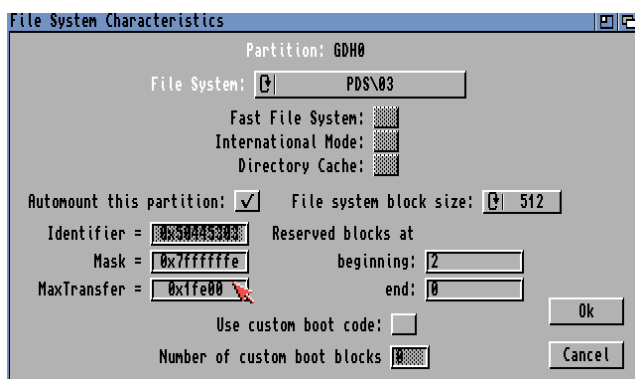 File System Characteristics
Partition: GDH0
File System: PDS\03
Fast File System:
International Mode:
Directory Cache:
Automount this partition: File system block size: 512
Identifier = 0x50445303 Reserved blocks at
Mask = 0x7ffffffe beginning: 2
MaxTransfer = 0x1fe00 end: 0
Use custom boot code:
Ok
Number of custom boot blocks 0
Cancel